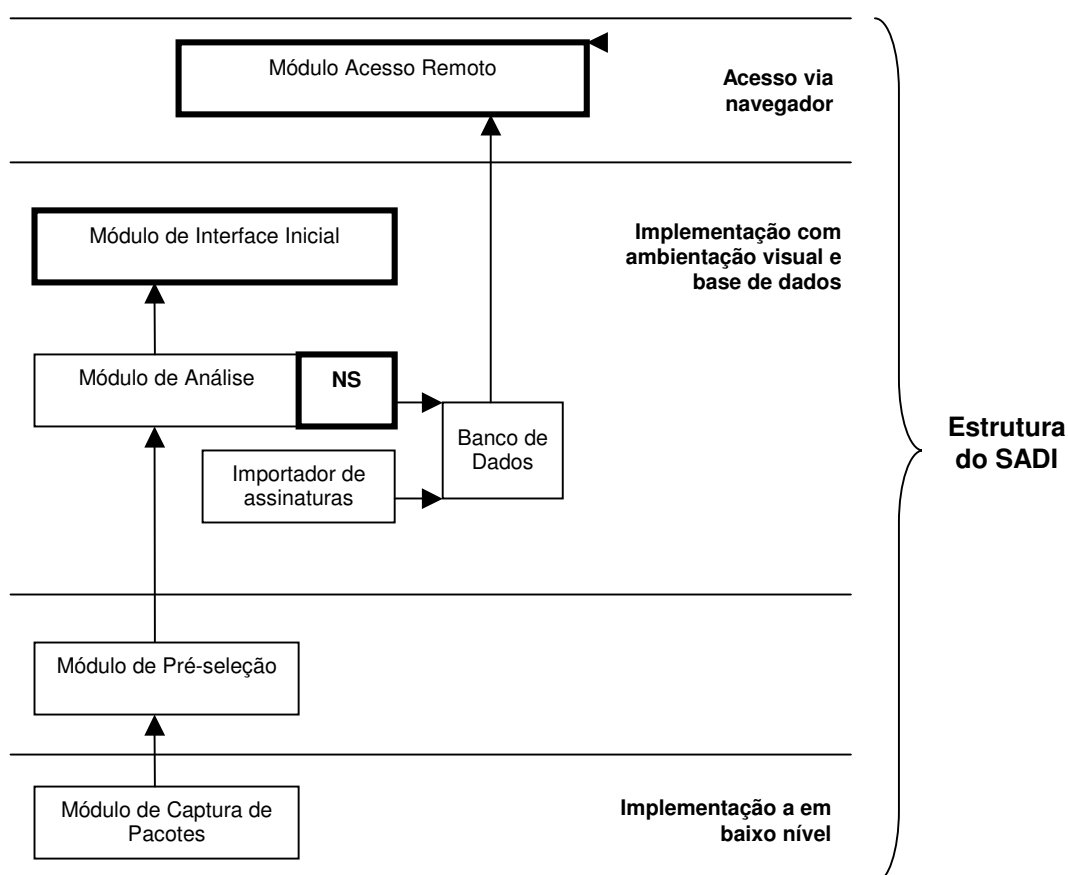 Módulo Acesso Remoto
Acesso via
navegador
Módulo de Interface Inicial
Implementação com
ambientação visual e
base de dados
Módulo de Análise
NS
Banco de
Dados
Importador de
assinaturas
Estrutura
do SADI
Módulo de Pré-seleção
Módulo de Captura de
Pacotes
Implementação a em
baixo nível